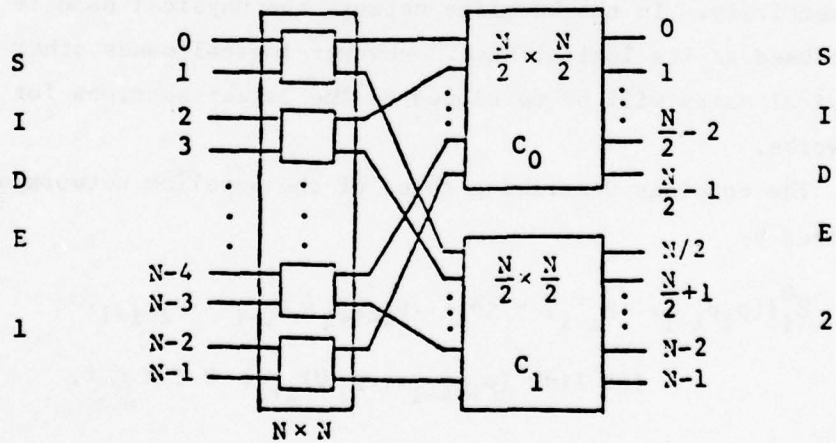 S
I
D
E
1
0
1
2
3
N-4
N-3
N-2
N-1
N × N
N/2 × N/2
C₀
N/2 × N/2
C₁
0
1
N/2 - 2
N/2 - 1
N/2
N/2 + 1
N-2
N-1
S
I
D
E
2